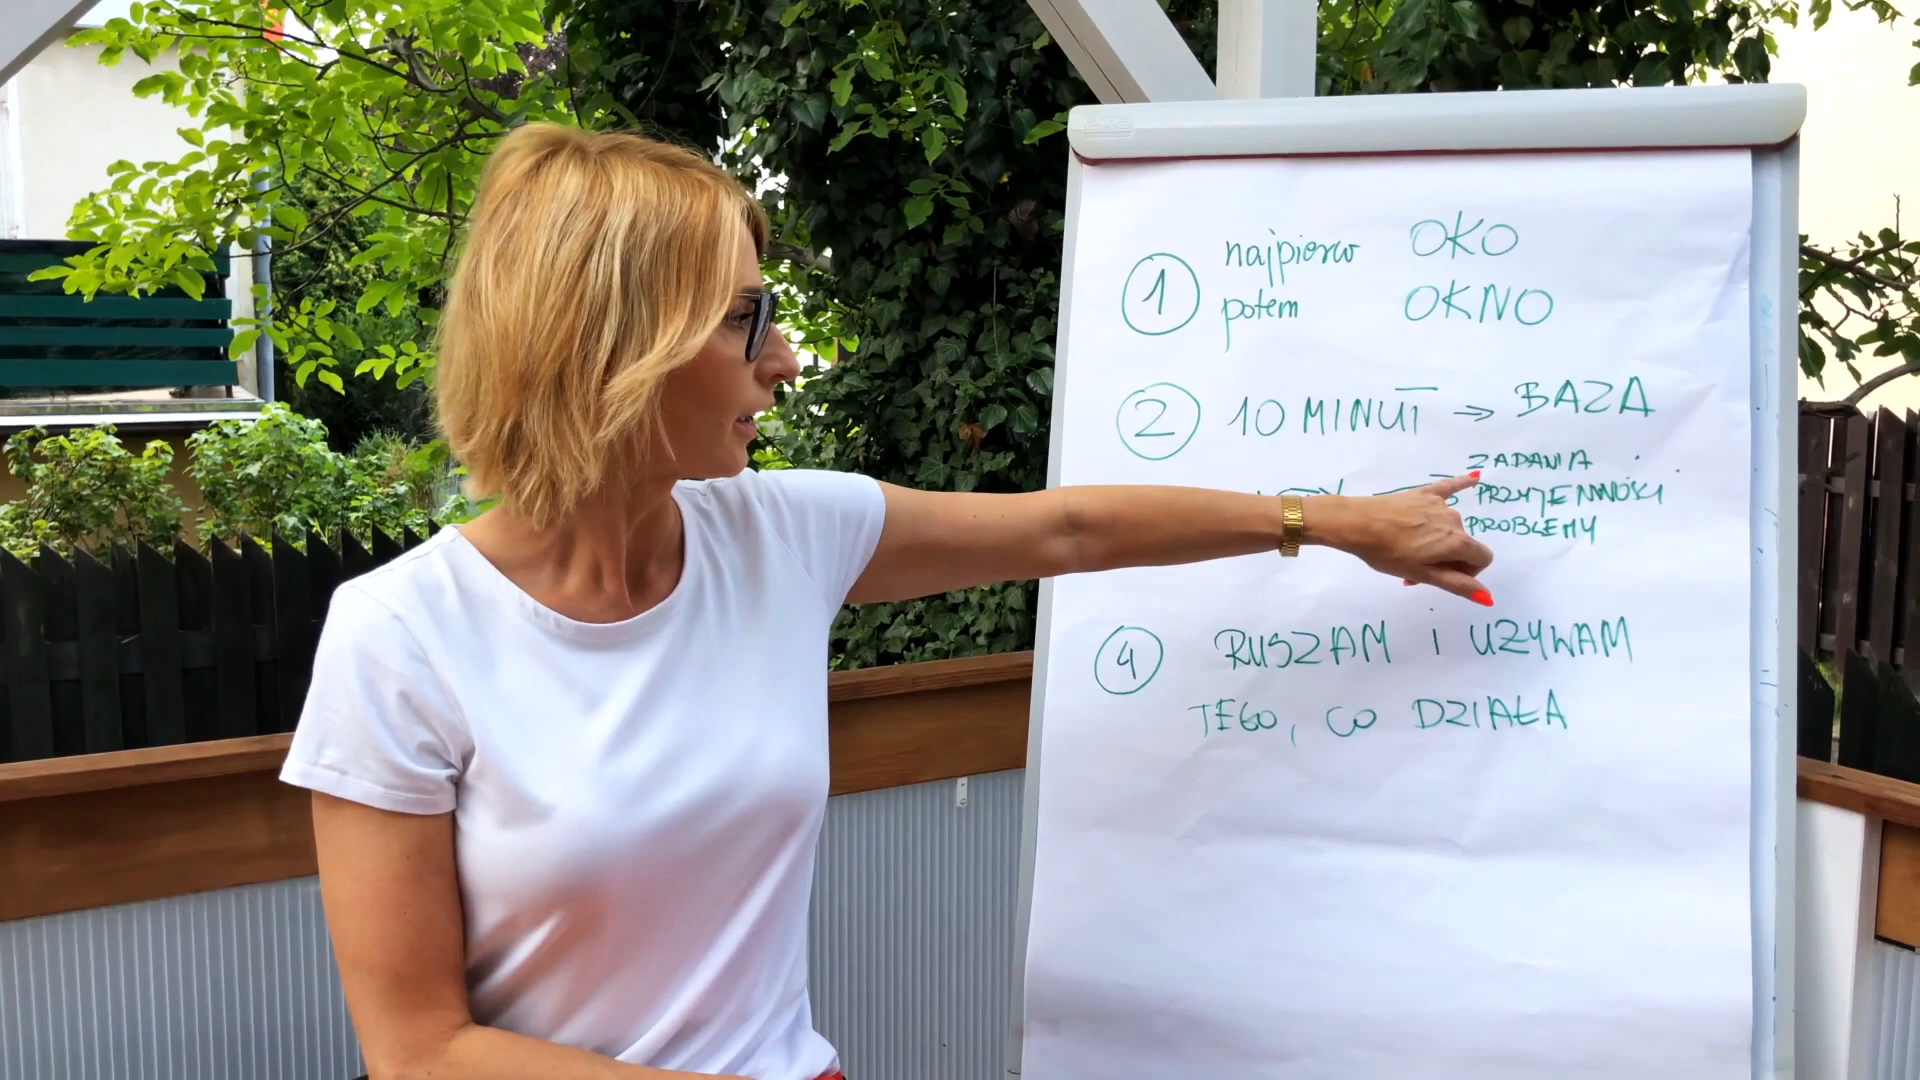 1 najpierw OKO
potem OKNO
2 10 MINUT → BAZA
ZADANIA
PRZYJEMNOŚCI
PROBLEMY
4 RUSZAM i UŻYWAM
TEGO, CO DZIAŁA